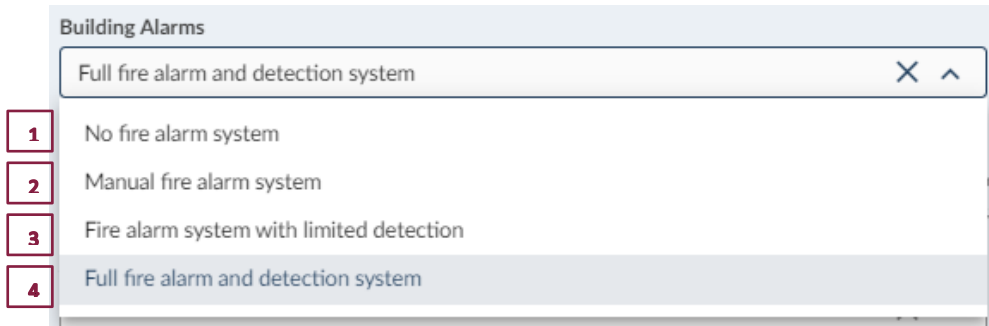 Building Alarms
Full fire alarm and detection system
1 No fire alarm system
2 Manual fire alarm system
3 Fire alarm system with limited detection
4 Full fire alarm and detection system